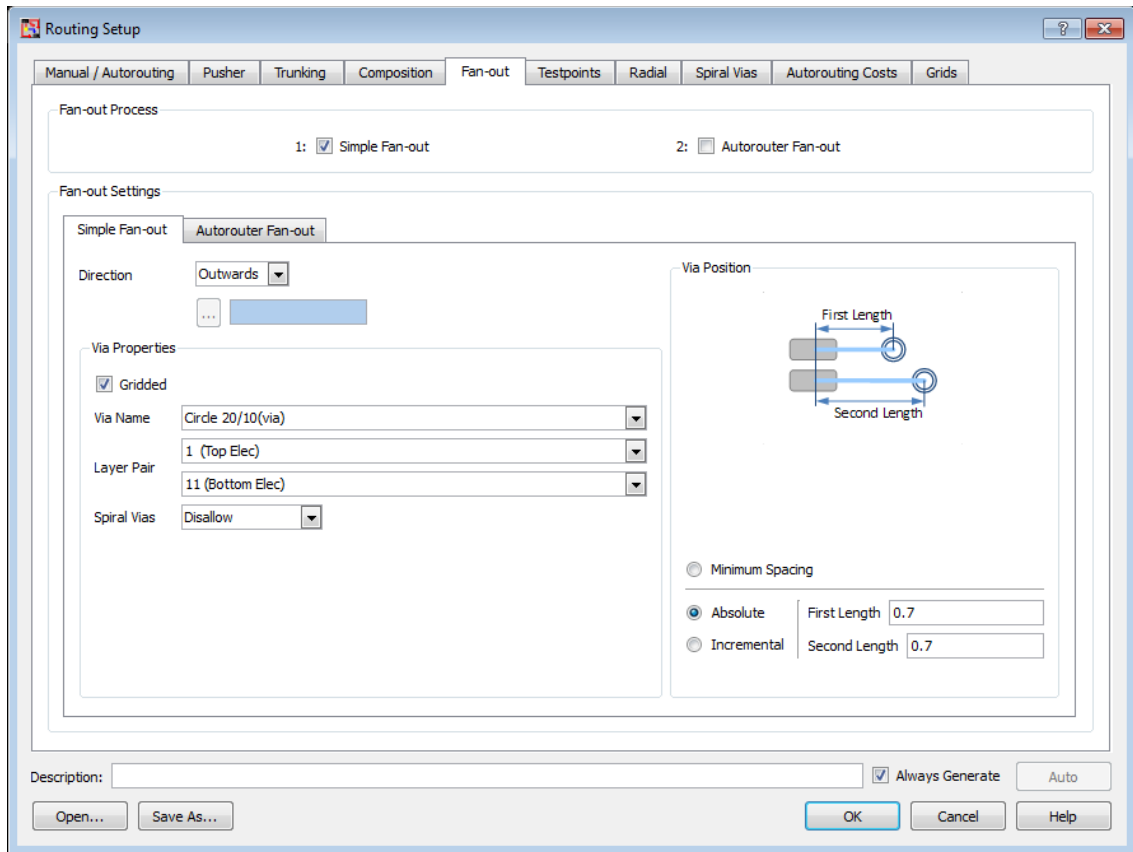 Routing Setup
Manual / Autorouting Pusher Trunking Composition Fan-out Testpoints Radial Spiral Vias Autorouting Costs Grids
Fan-out Process
1: Simple Fan-out 2: Autorouter Fan-out
Fan-out Settings
Simple Fan-out Autorouter Fan-out
Direction Outwards
...
Via Properties
Gridded
Via Name Circle 20/10(via)
Layer Pair
1 (Top Elec)
11 (Bottom Elec)
Spiral Vias Disallow
Via Position
First Length
Second Length
Minimum Spacing
Absolute First Length 0.7
Incremental Second Length 0.7
Description: Always Generate Auto
Open... Save As... OK Cancel Help